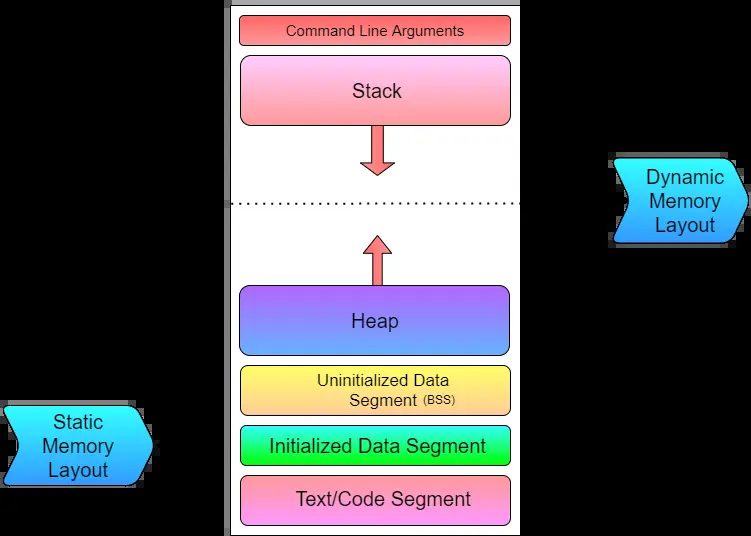 Command Line Arguments
Stack
Dynamic
Memory
Layout
Heap
Uninitialized Data
Segment (BSS)
Static
Memory
Layout
Initialized Data Segment
Text/Code Segment